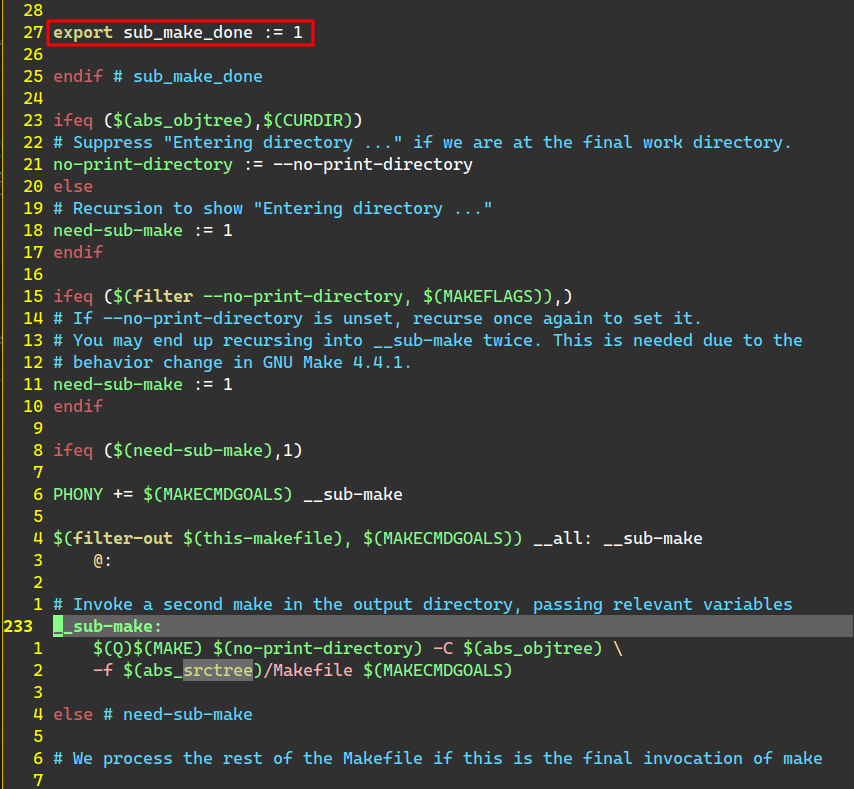 28
27 export sub_make_done := 1
26
25 endif # sub_make_done
24
23 ifeq ($(abs_objtree),$(CURDIR))
22 # Suppress "Entering directory ..." if we are at the final work directory.
21 no-print-directory := --no-print-directory
20 else
19 # Recursion to show "Entering directory ..."
18 need-sub-make := 1
17 endif
16
15 ifeq ($(filter --no-print-directory, $(MAKEFLAGS)),)
14 # If --no-print-directory is unset, recurse once again to set it.
13 # You may end up recursing into __sub-make twice. This is needed due to the
12 # behavior change in GNU Make 4.4.1.
11 need-sub-make := 1
10 endif
9
8 ifeq ($(need-sub-make),1)
7
6 PHONY += $(MAKECMDGOALS) __sub-make
5
4 $(filter-out $(this-makefile), $(MAKECMDGOALS)) __all: __sub-make
3     @:
2
1 # Invoke a second make in the output directory, passing relevant variables
233 __sub-make:
1     $(Q)$(MAKE) $(no-print-directory) -C $(abs_objtree) \
2     -f $(abs_srctree)/Makefile $(MAKECMDGOALS)
3
4 else # need-sub-make
5
6 # We process the rest of the Makefile if this is the final invocation of make
7